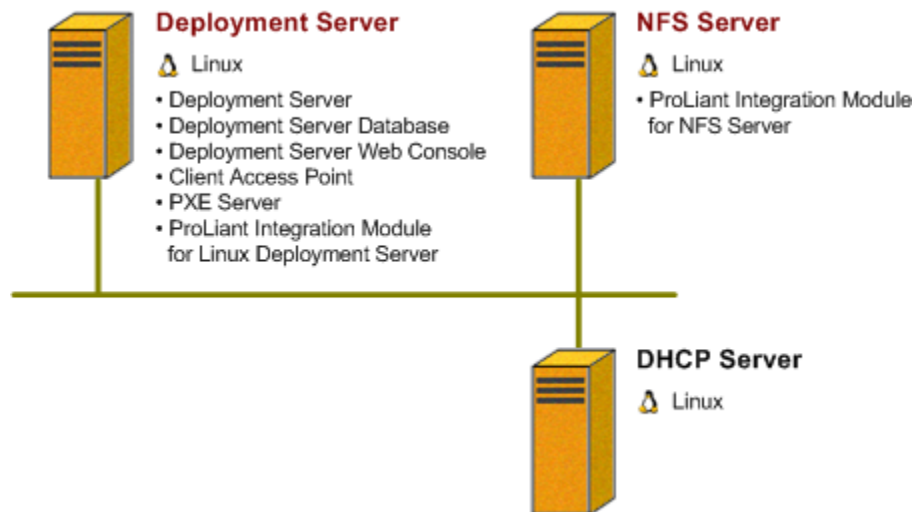 Deployment Server
Linux
• Deployment Server
• Deployment Server Database
• Deployment Server Web Console
• Client Access Point
• PXE Server
• ProLiant Integration Module
for Linux Deployment Server
NFS Server
Linux
• ProLiant Integration Module
for NFS Server
DHCP Server
Linux